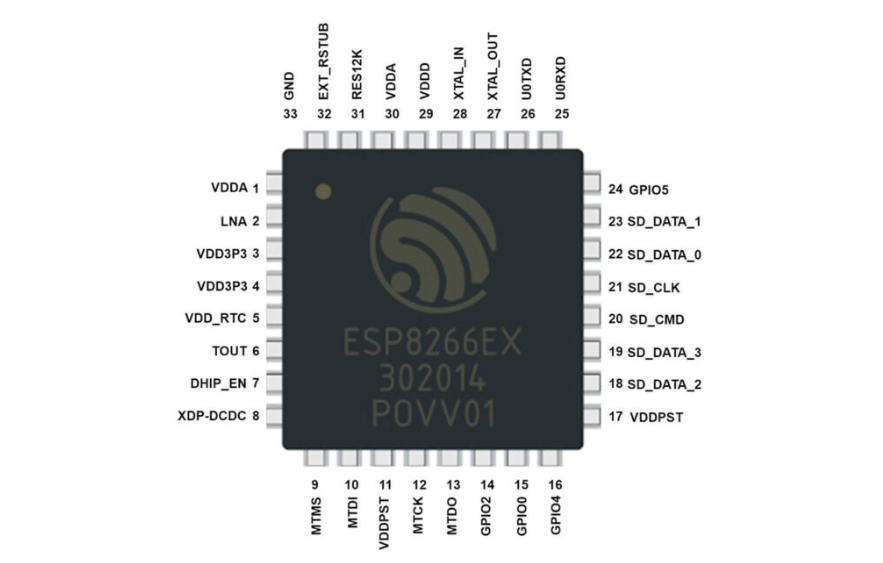 GND
33
EXT_RSTUB
32
RES12K
31
VDDA
30
VDDD
29
XTAL_IN
28
XTAL_OUT
27
U0TXD
26
U0RXD
25
VDDA 1
LNA 2
VDD3P3 3
VDD3P3 4
VDD_RTC 5
TOUT 6
DHIP_EN 7
XDP-DCDC 8
ESP8266EX
302014
P0VV01
24 GPIO5
23 SD_DATA_1
22 SD_DATA_0
21 SD_CLK
20 SD_CMD
19 SD_DATA_3
18 SD_DATA_2
17 VDDPST
9
MTMS
10
MTDI
11
VDDPST
12
MTCK
13
MTDO
14
GPIO2
15
GPIO0
16
GPIO4